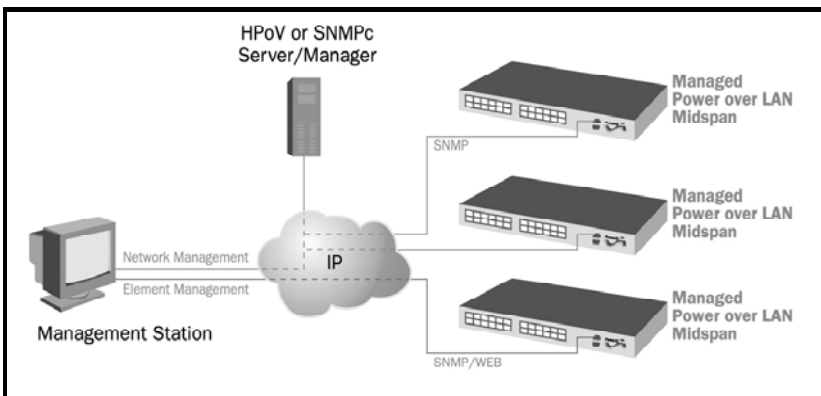 HPoV or SNMPc
Server/Manager
Managed
Power over LAN
Midspan
SNMP
Managed
Power over LAN
Midspan
Network Management
IP
Element Management
Managed
Power over LAN
Midspan
Management Station
SNMP/WEB